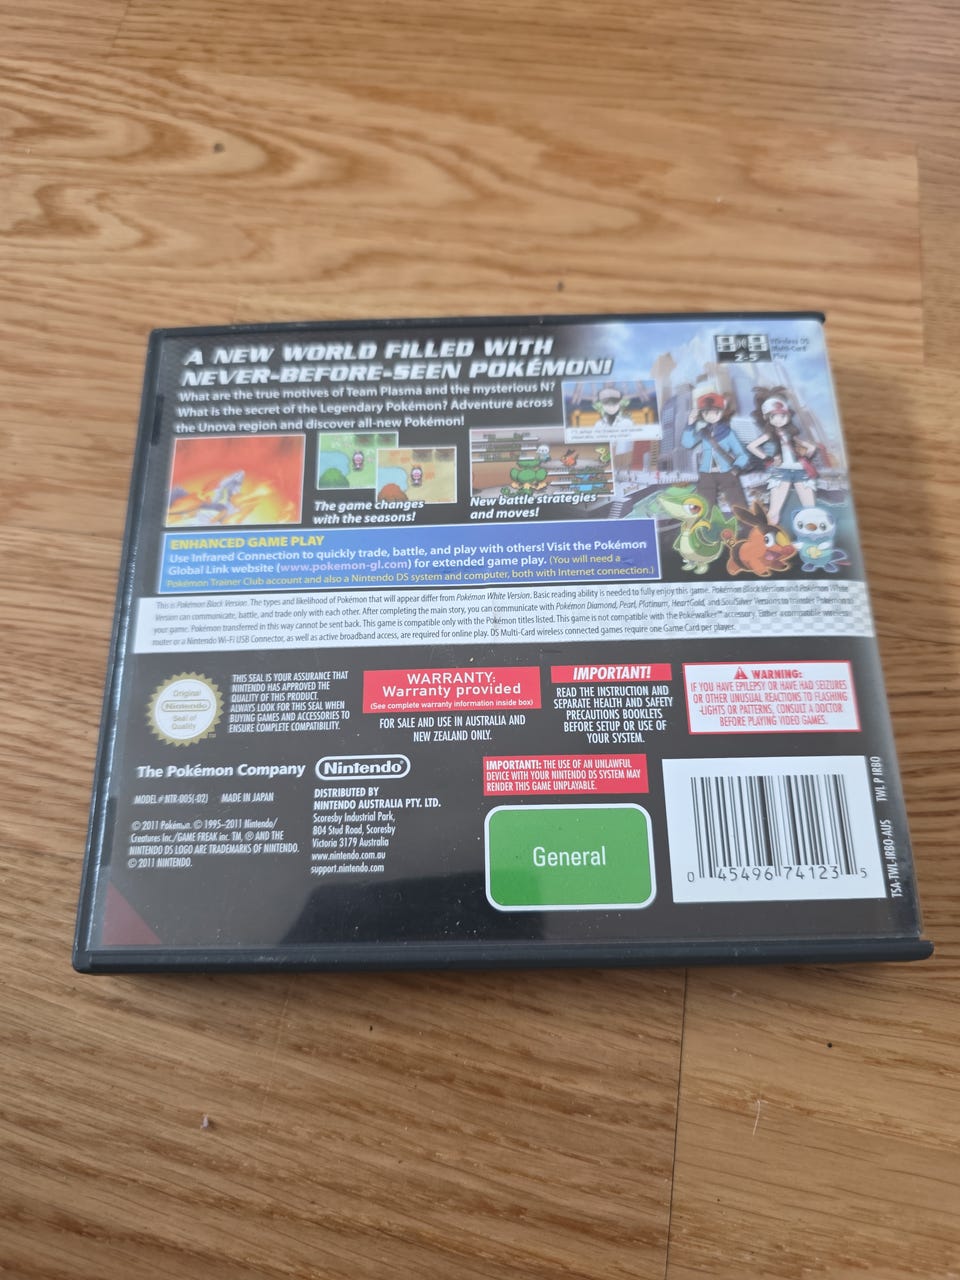 A NEW WORLD FILLED WITH
NEVER-BEFORE-SEEN POKÉMON!
What are the true motives of Team Plasma and the mysterious N?
What is the secret of the Legendary Pokémon? Adventure across
the Unova region and discover all-new Pokémon!
2-5
Wireless DS
Multi-Card
Play
The game changes
with the seasons!
New battle strategies
and moves!
ENHANCED GAME PLAY
Use Infrared Connection to quickly trade, battle, and play with others! Visit the Pokémon
Global Link website (www.pokemon-gl.com) for extended game play. (You will need a
Pokémon Trainer Club account and also a Nintendo DS system and computer, both with Internet connection.)
This is Pokémon Black Version. The types and likelihood of Pokémon that will appear differ from Pokémon White Version. Basic reading ability is needed to fully enjoy this game. Pokémon Black Version and Pokémon White
Version can communicate, battle, and trade only with each other. After completing the main story, you can communicate with Pokémon Diamond, Pearl, Platinum, HeartGold, and SoulSilver Versions to transfer Pokémon to
your game. Pokémon transferred in this way cannot be sent back. This game is compatible only with the Pokémon titles listed. This game is not compatible with the Pokéwalker™ accessory. Either a compatible wireless
router or a Nintendo Wi-Fi USB Connector, as well as active broadband access, are required for online play. DS Multi-Card wireless connected games require one Game Card per player.
Original
Nintendo
Seal of
Quality
TM
THIS SEAL IS YOUR ASSURANCE THAT
NINTENDO HAS APPROVED THE
QUALITY OF THIS PRODUCT.
ALWAYS LOOK FOR THIS SEAL WHEN
BUYING GAMES AND ACCESSORIES TO
ENSURE COMPLETE COMPATIBILITY.
WARRANTY:
Warranty provided
(See complete warranty information inside box)
FOR SALE AND USE IN AUSTRALIA AND
NEW ZEALAND ONLY.
IMPORTANT!
READ THE INSTRUCTION AND
SEPARATE HEALTH AND SAFETY
PRECAUTIONS BOOKLETS
BEFORE SETUP OR USE OF
YOUR SYSTEM.
WARNING:
IF YOU HAVE EPILEPSY OR HAVE HAD SEIZURES
OR OTHER UNUSUAL REACTIONS TO FLASHING
LIGHTS OR PATTERNS, CONSULT A DOCTOR
BEFORE PLAYING VIDEO GAMES.
The Pokémon Company
Nintendo®
MODEL # NTR-005(-02) MADE IN JAPAN
© 2011 Pokémon. © 1995–2011 Nintendo/
Creatures Inc./GAME FREAK inc. TM, ® AND THE
NINTENDO DS LOGO ARE TRADEMARKS OF NINTENDO.
© 2011 NINTENDO.
DISTRIBUTED BY
NINTENDO AUSTRALIA PTY. LTD.
Scoresby Industrial Park,
804 Stud Road, Scoresby
Victoria 3179 Australia
www.nintendo.com.au
support.nintendo.com
IMPORTANT: THE USE OF AN UNLAWFUL
DEVICE WITH YOUR NINTENDO DS SYSTEM MAY
RENDER THIS GAME UNPLAYABLE.
General
0 45496 74123 5
TSA-TWL-IRBO-AUS TWL P IRBO